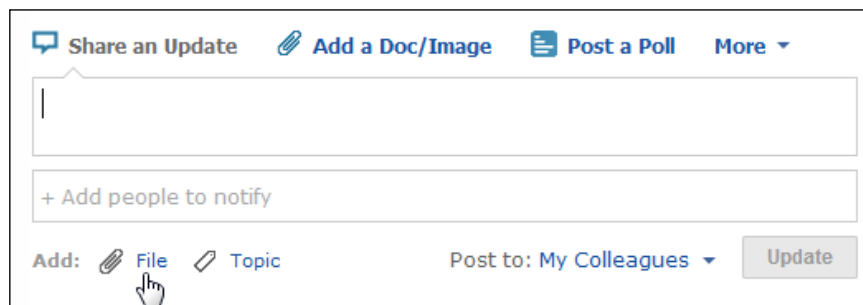 Share an Update Add a Doc/Image Post a Poll More
+ Add people to notify
Add: File Topic Post to: My Colleagues Update